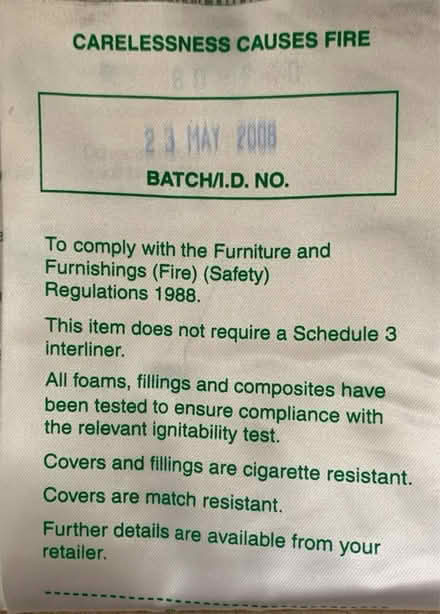 CARELESSNESS CAUSES FIRE
23 MAY 2008
BATCH/I.D. NO.
To comply with the Furniture and
Furnishings (Fire) (Safety)
Regulations 1988.
This item does not require a Schedule 3
interliner.
All foams, fillings and composites have
been tested to ensure compliance with
the relevant ignitability test.
Covers and fillings are cigarette resistant.
Covers are match resistant.
Further details are available from your
retailer.